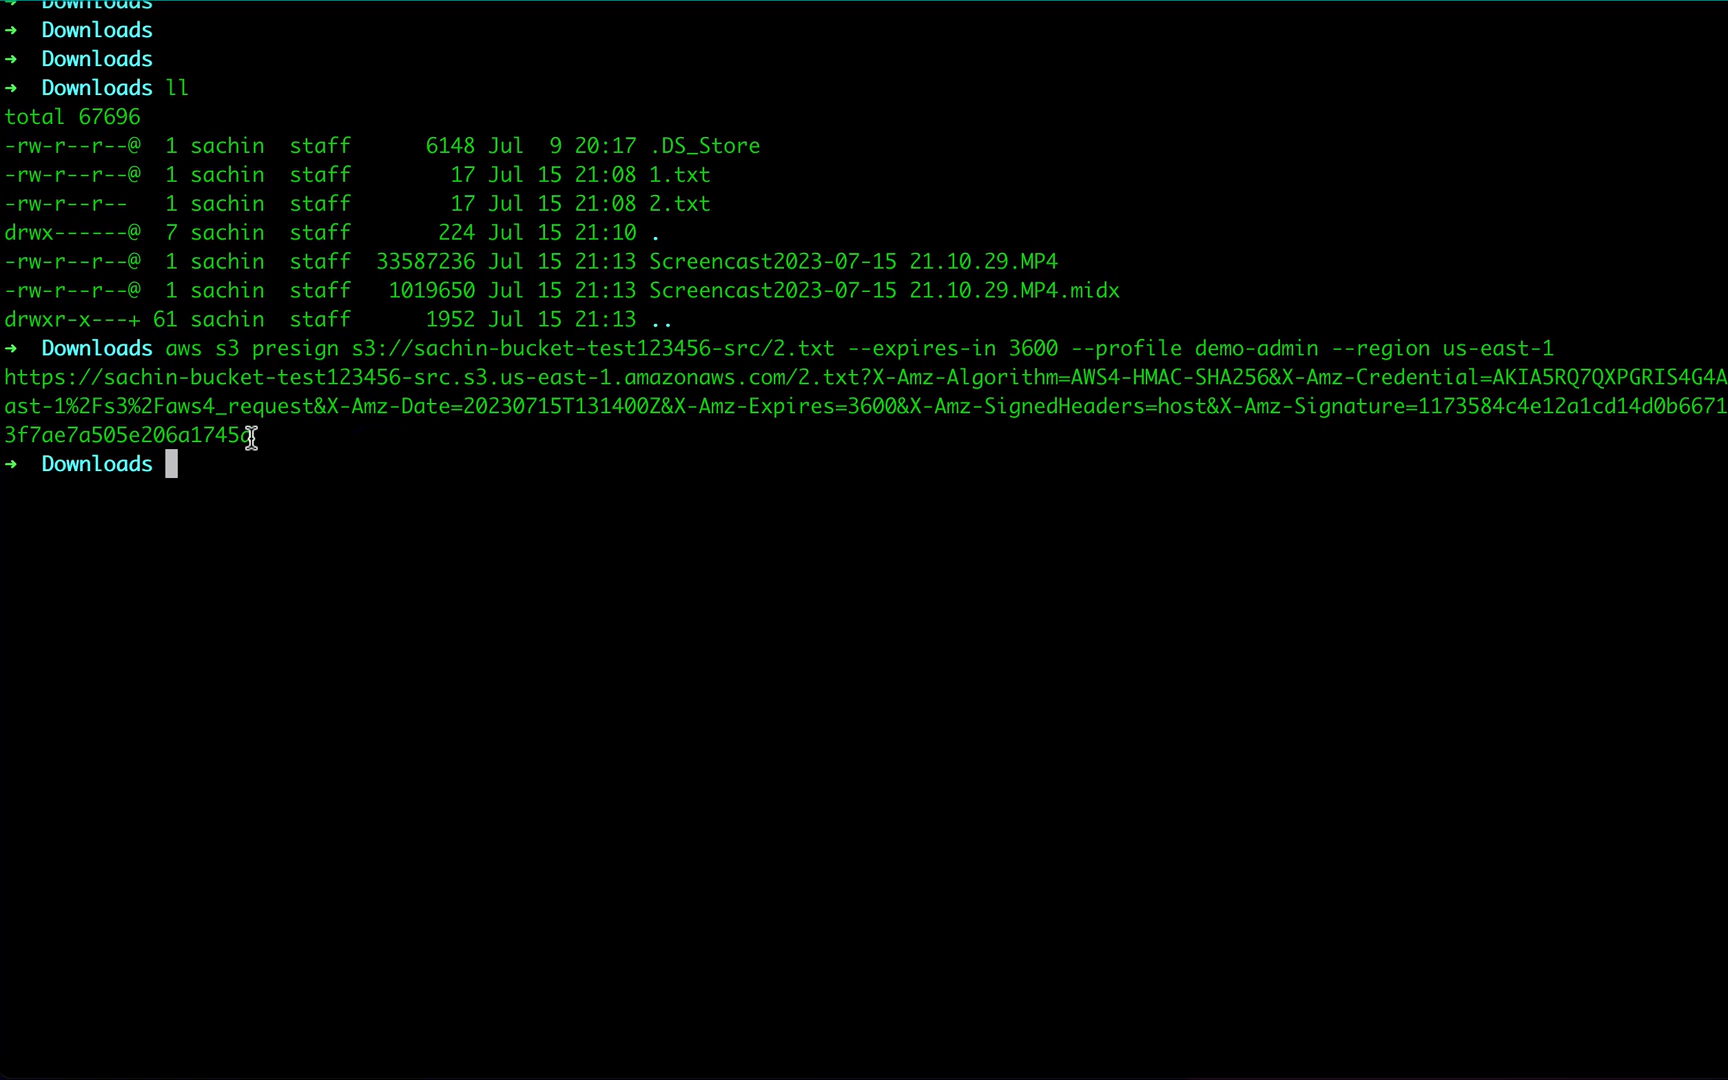 ➜ Downloads
➜ Downloads
➜ Downloads
➜ Downloads ll
total 67696
-rw-r--r--@ 1 sachin staff 6148 Jul 9 20:17 .DS_Store
-rw-r--r--@ 1 sachin staff 17 Jul 15 21:08 1.txt
-rw-r--r-- 1 sachin staff 17 Jul 15 21:08 2.txt
drwx------@ 7 sachin staff 224 Jul 15 21:10 .
-rw-r--r--@ 1 sachin staff 33587236 Jul 15 21:13 Screencast2023-07-15 21.10.29.MP4
-rw-r--r--@ 1 sachin staff 1019650 Jul 15 21:13 Screencast2023-07-15 21.10.29.MP4.midx
drwxr-x---+ 61 sachin staff 1952 Jul 15 21:13 ..
➜ Downloads aws s3 presign s3://sachin-bucket-test123456-src/2.txt --expires-in 3600 --profile demo-admin --region us-east-1
https://sachin-bucket-test123456-src.s3.us-east-1.amazonaws.com/2.txt?X-Amz-Algorithm=AWS4-HMAC-SHA256&X-Amz-Credential=AKIA5RQ7QXPGRIS4G4A
ast-1%2Fs3%2Faws4_request&X-Amz-Date=20230715T131400Z&X-Amz-Expires=3600&X-Amz-SignedHeaders=host&X-Amz-Signature=1173584c4e12a1cd14d0b6671
3f7ae7a505e206a1745a
➜ Downloads